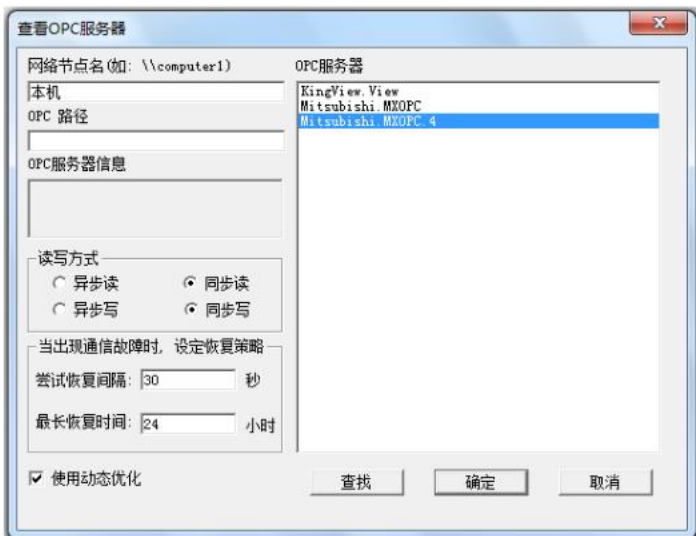 查看OPC服务器
网络节点名(如: \\computer1)
本机
OPC 路径
OPC服务器信息
读写方式
异步读 同步读
异步写 同步写
当出现通信故障时, 设定恢复策略
尝试恢复间隔: 30 秒
最长恢复时间: 24 小时
使用动态优化
OPC服务器
KingView.View
Mitsubishi.MXOPC
Mitsubishi.MXOPC.4
查找 确定 取消